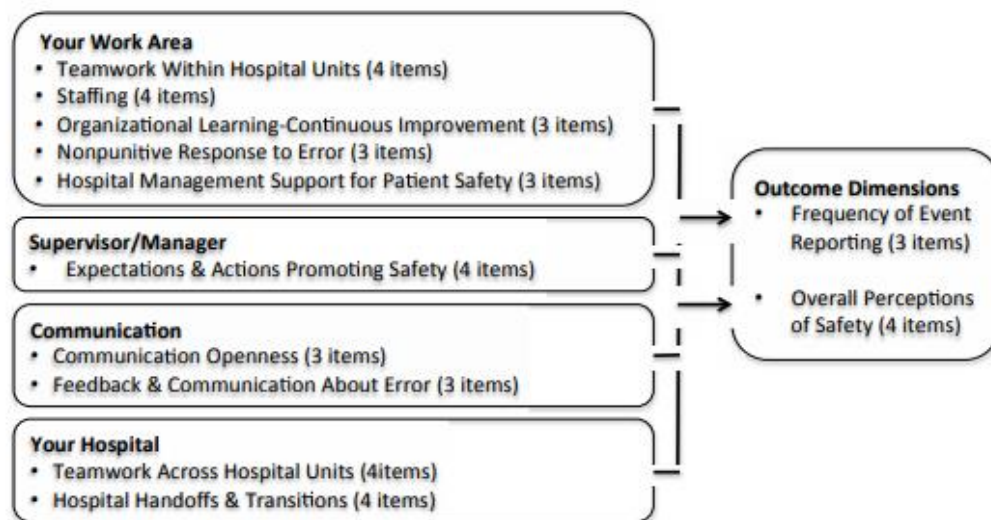 Your Work Area
• Teamwork Within Hospital Units (4 items)
• Staffing (4 items)
• Organizational Learning-Continuous Improvement (3 items)
• Nonpunitive Response to Error (3 items)
• Hospital Management Support for Patient Safety (3 items)
Supervisor/Manager
• Expectations & Actions Promoting Safety (4 items)
Communication
• Communication Openness (3 items)
• Feedback & Communication About Error (3 items)
Your Hospital
• Teamwork Across Hospital Units (4items)
• Hospital Handoffs & Transitions (4 items)
Outcome Dimensions
• Frequency of Event
Reporting (3 items)
• Overall Perceptions
of Safety (4 items)